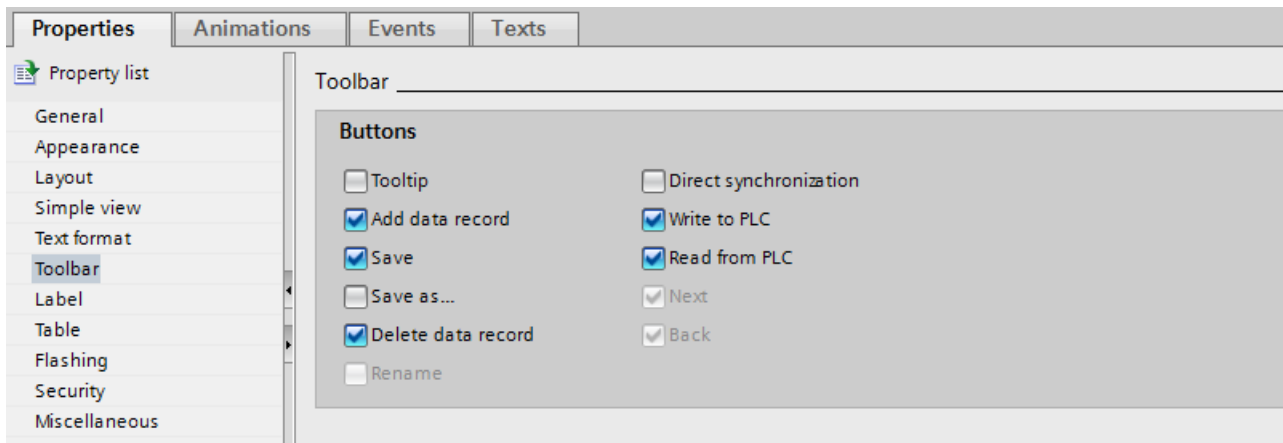 Properties
Animations
Events
Texts
Property list
General
Appearance
Layout
Simple view
Text format
Toolbar
Label
Table
Flashing
Security
Miscellaneous
Toolbar
Buttons
Tooltip
Add data record
Save
Save as...
Delete data record
Rename
Direct synchronization
Write to PLC
Read from PLC
Next
Back